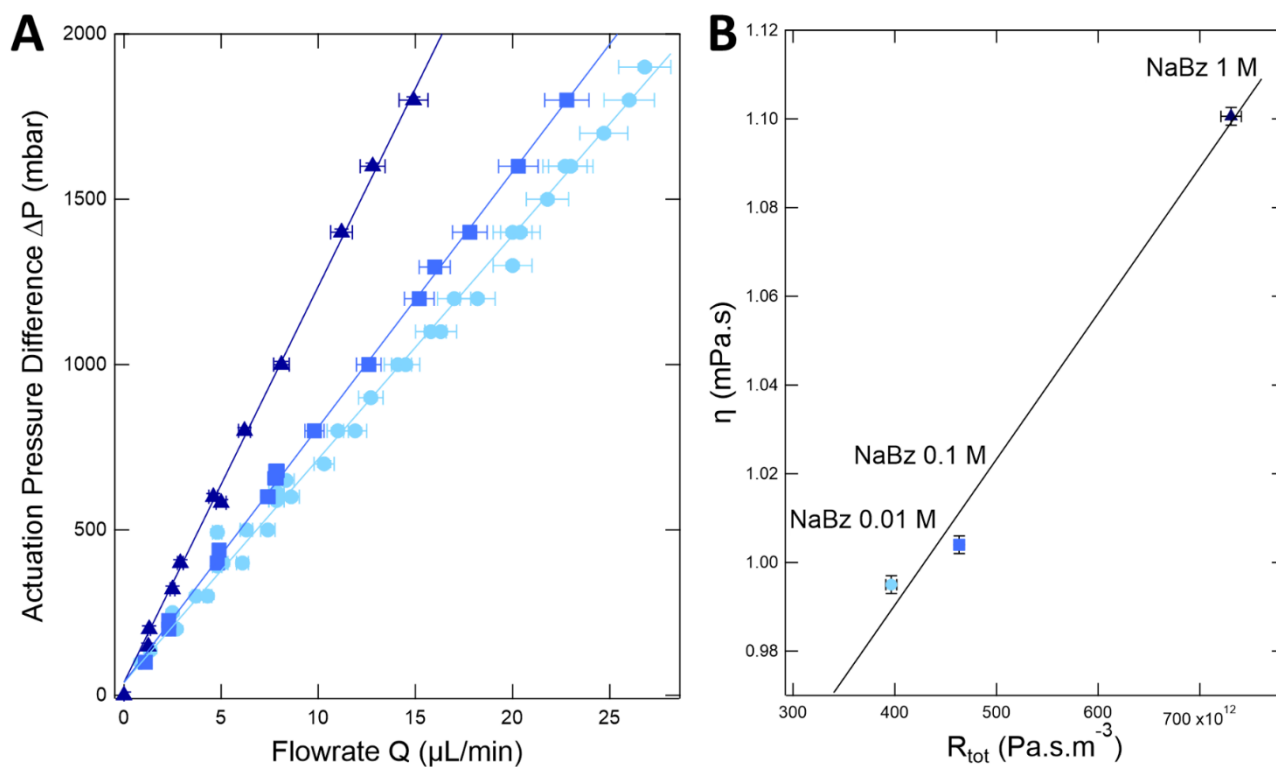 A
Actuation Pressure Difference ΔP (mbar)
2000
1500
1000
500
0
0 5 10 15 20 25
Flowrate Q (µL/min)
B
η (mPa.s)
1.12
1.10
1.08
1.06
1.04
1.02
1.00
0.98
NaBz 1 M
NaBz 0.1 M
NaBz 0.01 M
300 400 500 600 700 x10¹²
R_tot (Pa.s.m⁻³)